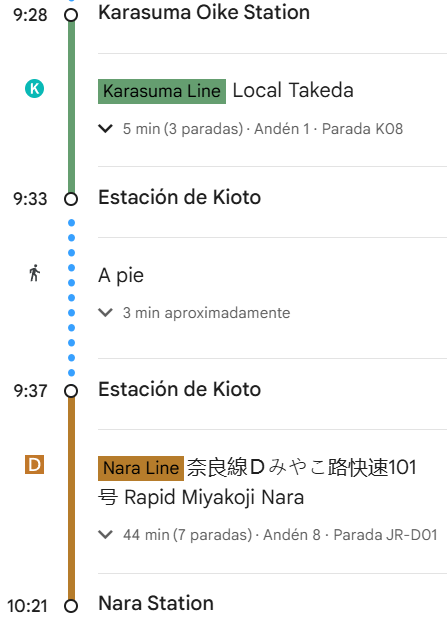 9:28 Karasuma Oike Station
K Karasuma Line Local Takeda
5 min (3 paradas) · Andén 1 · Parada K08
9:33 Estación de Kioto
A pie
3 min aproximadamente
9:37 Estación de Kioto
D Nara Line 奈良線Dみやこ路快速101
号 Rapid Miyakoji Nara
44 min (7 paradas) · Andén 8 · Parada JR-D01
10:21 Nara Station